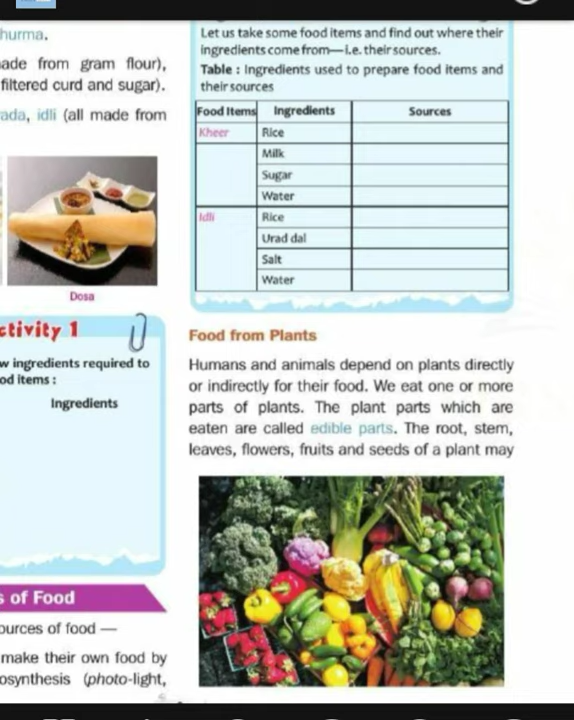 hurma.
ade from gram flour),
filtered curd and sugar).
ada, idli (all made from
Dosa
ctivity 1
w ingredients required to
od items :
Ingredients
s of Food
ources of food —
make their own food by
osynthesis (photo-light,
Let us take some food items and find out where their
ingredients come from—i.e. their sources.
Table : Ingredients used to prepare food items and
their sources
Food Items Ingredients Sources
Kheer Rice
Milk
Sugar
Water
Idli Rice
Urad dal
Salt
Water
Food from Plants
Humans and animals depend on plants directly
or indirectly for their food. We eat one or more
parts of plants. The plant parts which are
eaten are called edible parts. The root, stem,
leaves, flowers, fruits and seeds of a plant may